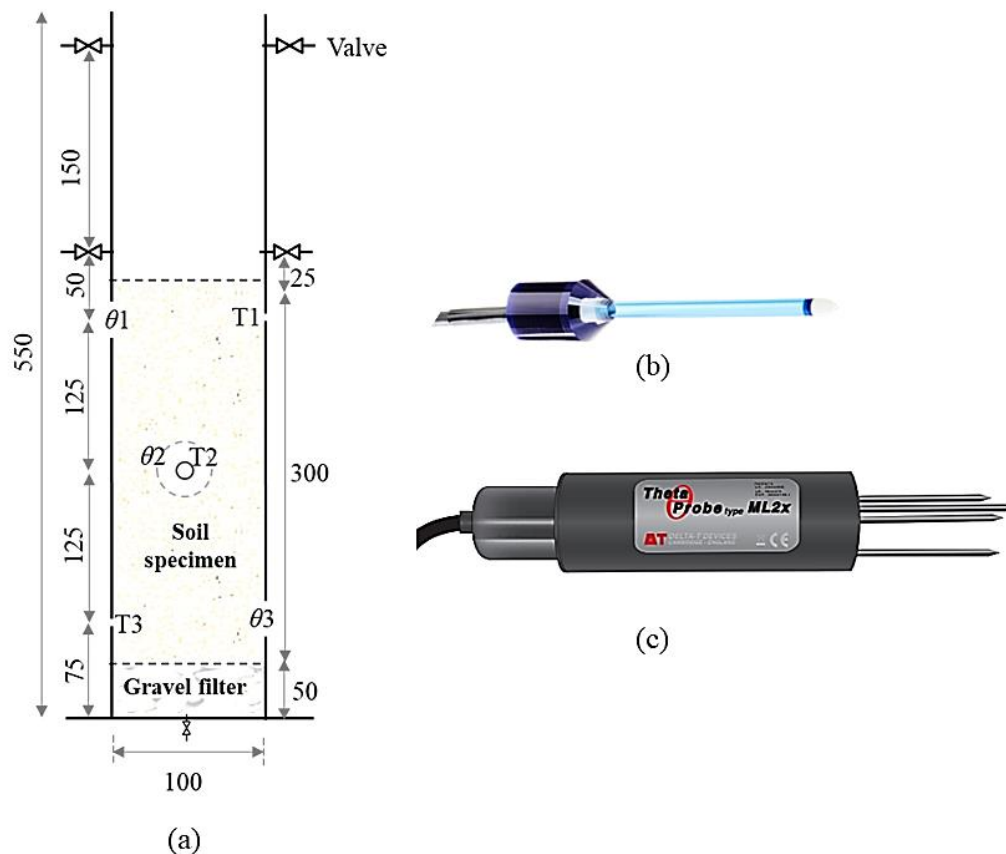 Valve
150
50
25
θ1
T1
550
125
θ2
T2
300
Soil
specimen
125
T3
θ3
75
Gravel filter
50
100
(a)
(b)
Theta
Probe type ML2x
ΔT DELTA-T DEVICES
CAMBRIDGE - ENGLAND
CE
(c)